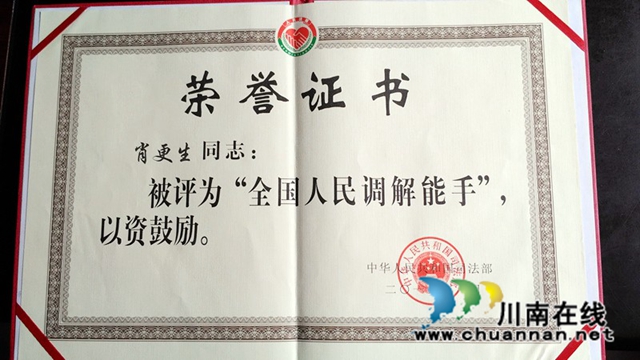 荣誉证书
肖更生同志：
被评为“全国人民调解能手”，
以资鼓励。
中华人民共和国司法部
二〇
川南在线
www.chuannan.net